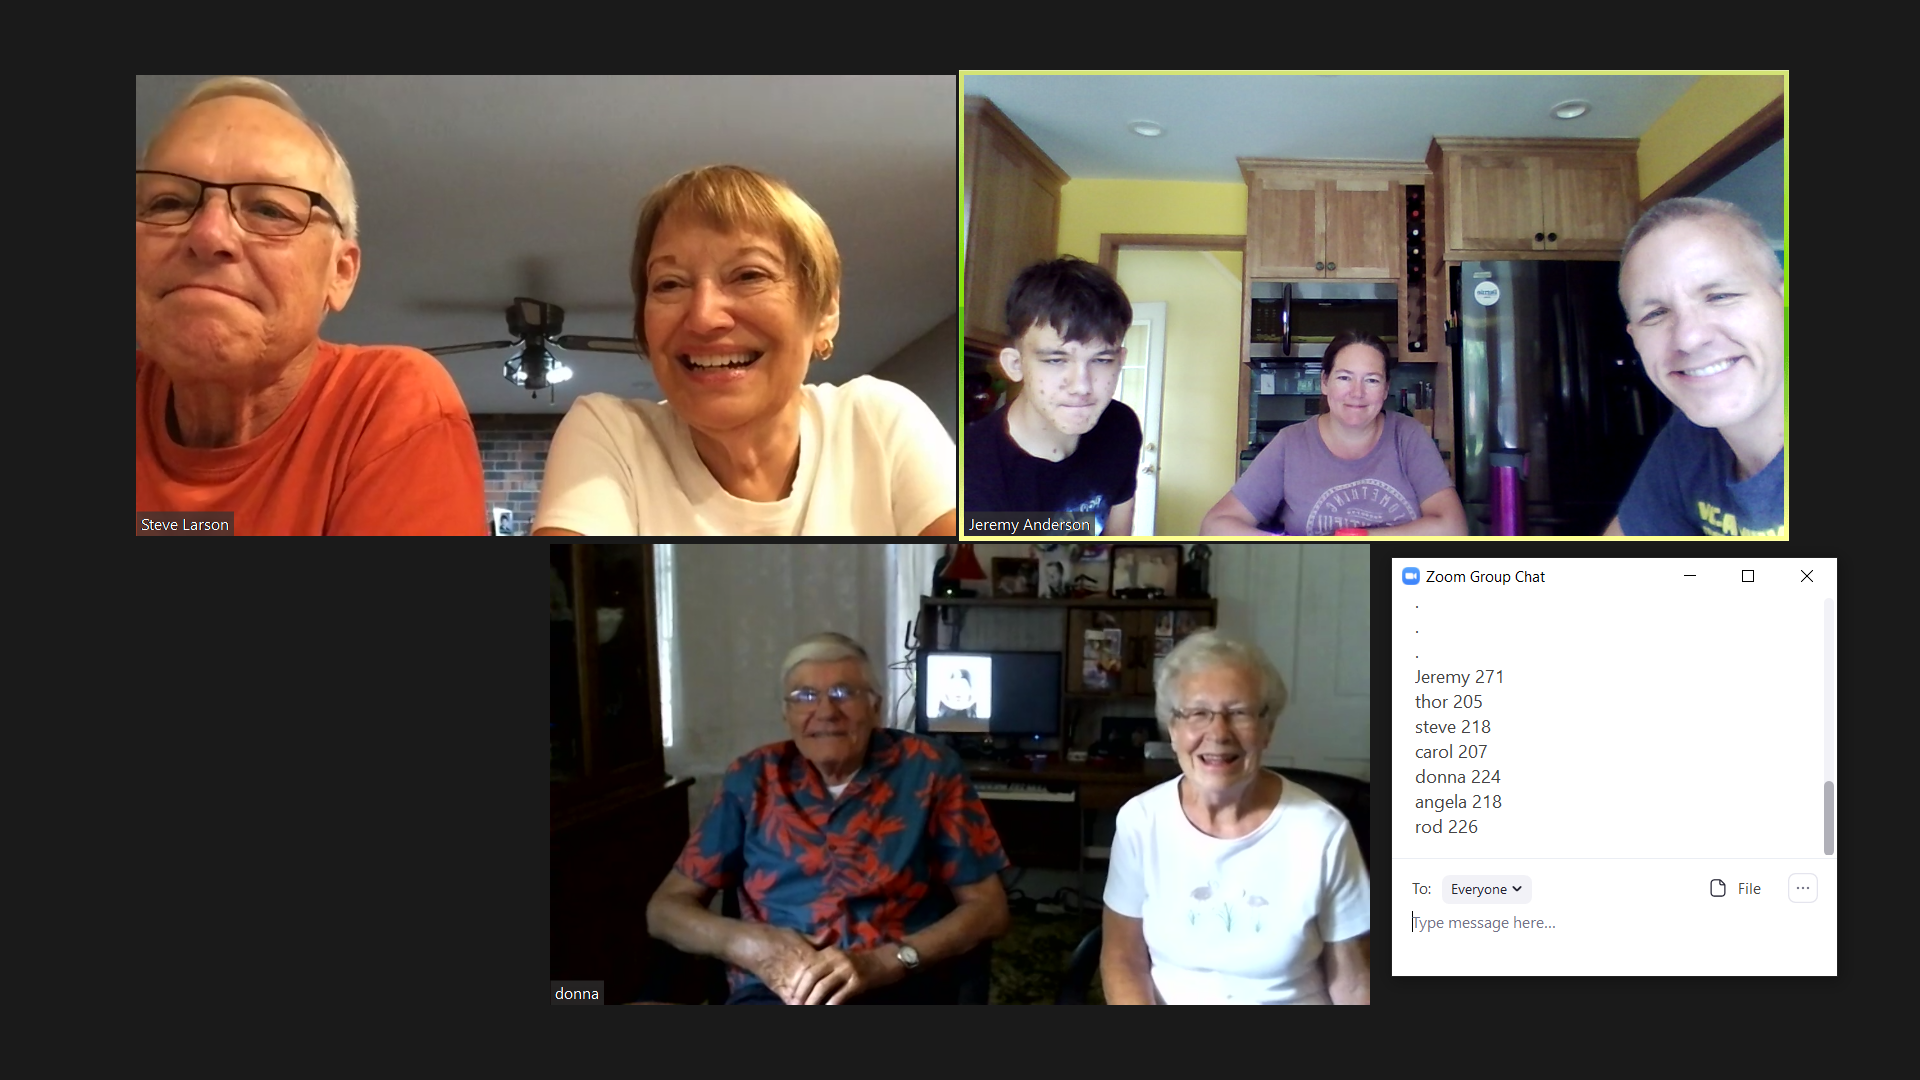 Steve Larson
Jeremy Anderson
donna
Zoom Group Chat
.
.
.
Jeremy 271
thor 205
steve 218
carol 207
donna 224
angela 218
rod 226
To: Everyone
File
...
Type message here...